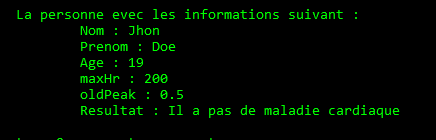 La personne evec les informations suivant :
Nom : Jhon
Prenom : Doe
Age : 19
maxHr : 200
oldPeak : 0.5
Resultat : Il a pas de maladie cardiaque